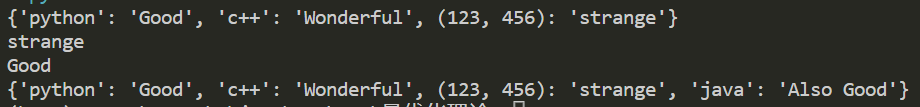 {'python': 'Good', 'c++': 'Wonderful', (123, 456): 'strange'}
strange
Good
{'python': 'Good', 'c++': 'Wonderful', (123, 456): 'strange', 'java': 'Also Good'}